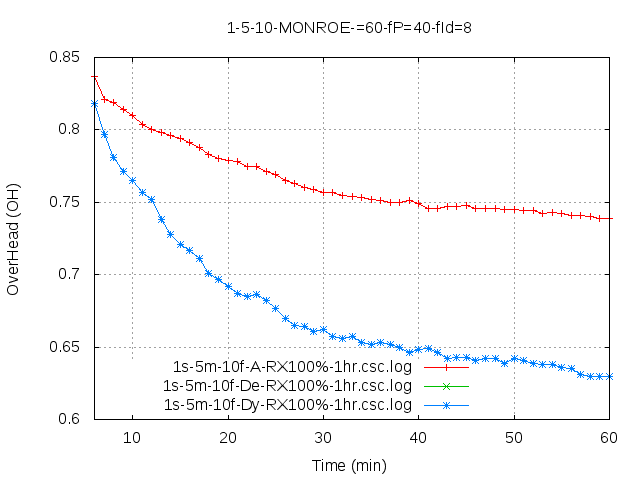 1-5-10-MONROE-=60-fP=40-fId=8
0.85
0.8
0.75
0.7
0.65
0.6
OverHead (OH)
1s-5m-10f-A-RX100%-1hr.csc.log
1s-5m-10f-De-RX100%-1hr.csc.log
1s-5m-10f-Dy-RX100%-1hr.csc.log
10 20 30 40 50 60
Time (min)